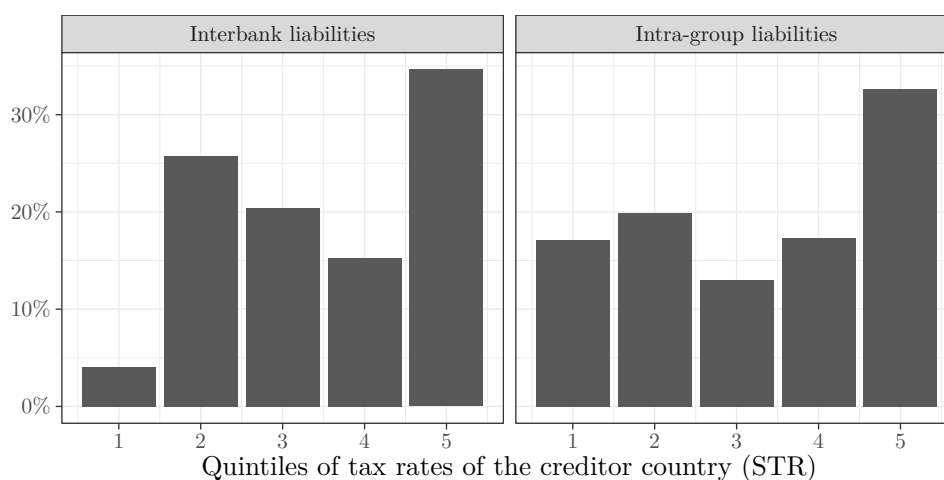 Interbank liabilities
Intra-group liabilities
30%
20%
10%
0%
1 2 3 4 5
1 2 3 4 5
Quintiles of tax rates of the creditor country (STR)